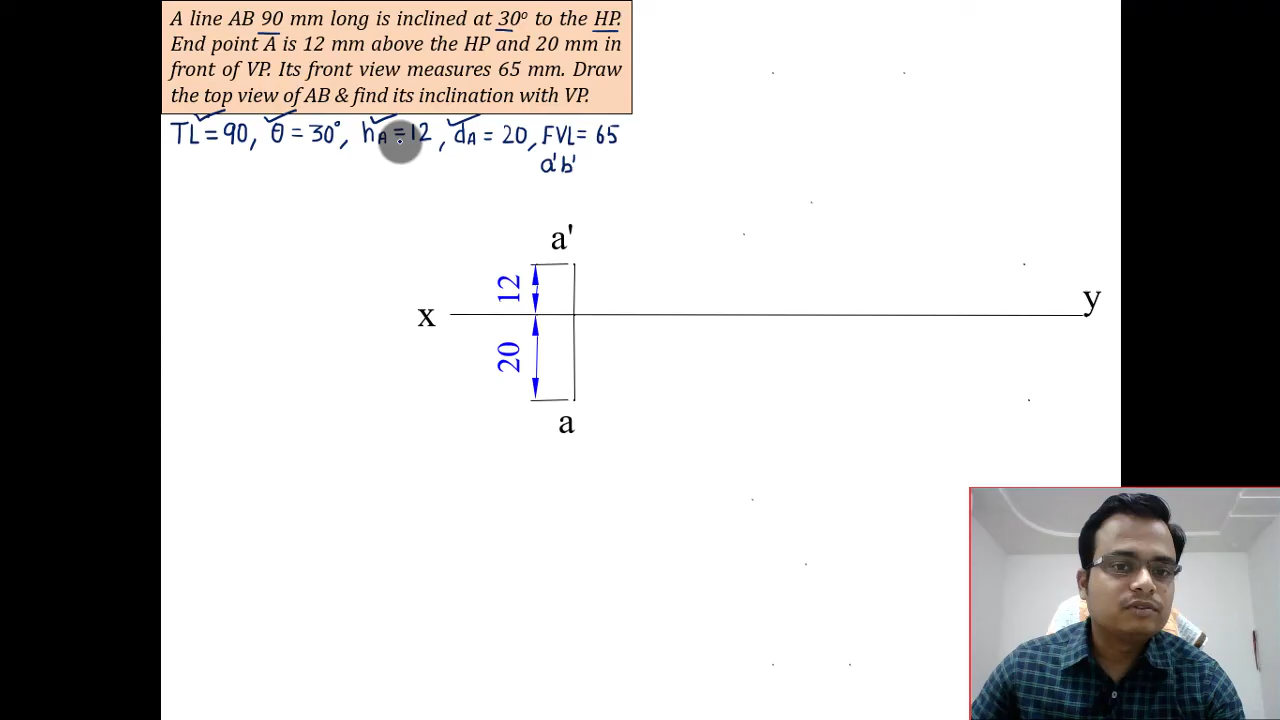 A line AB 90 mm long is inclined at 30° to the HP.
End point A is 12 mm above the HP and 20 mm in
front of VP. Its front view measures 65 mm. Draw
the top view of AB & find its inclination with VP.
TL = 90, θ = 30°, hA = 12, dA = 20, FVL = 65
a'b'
a'
12
x
y
20
a